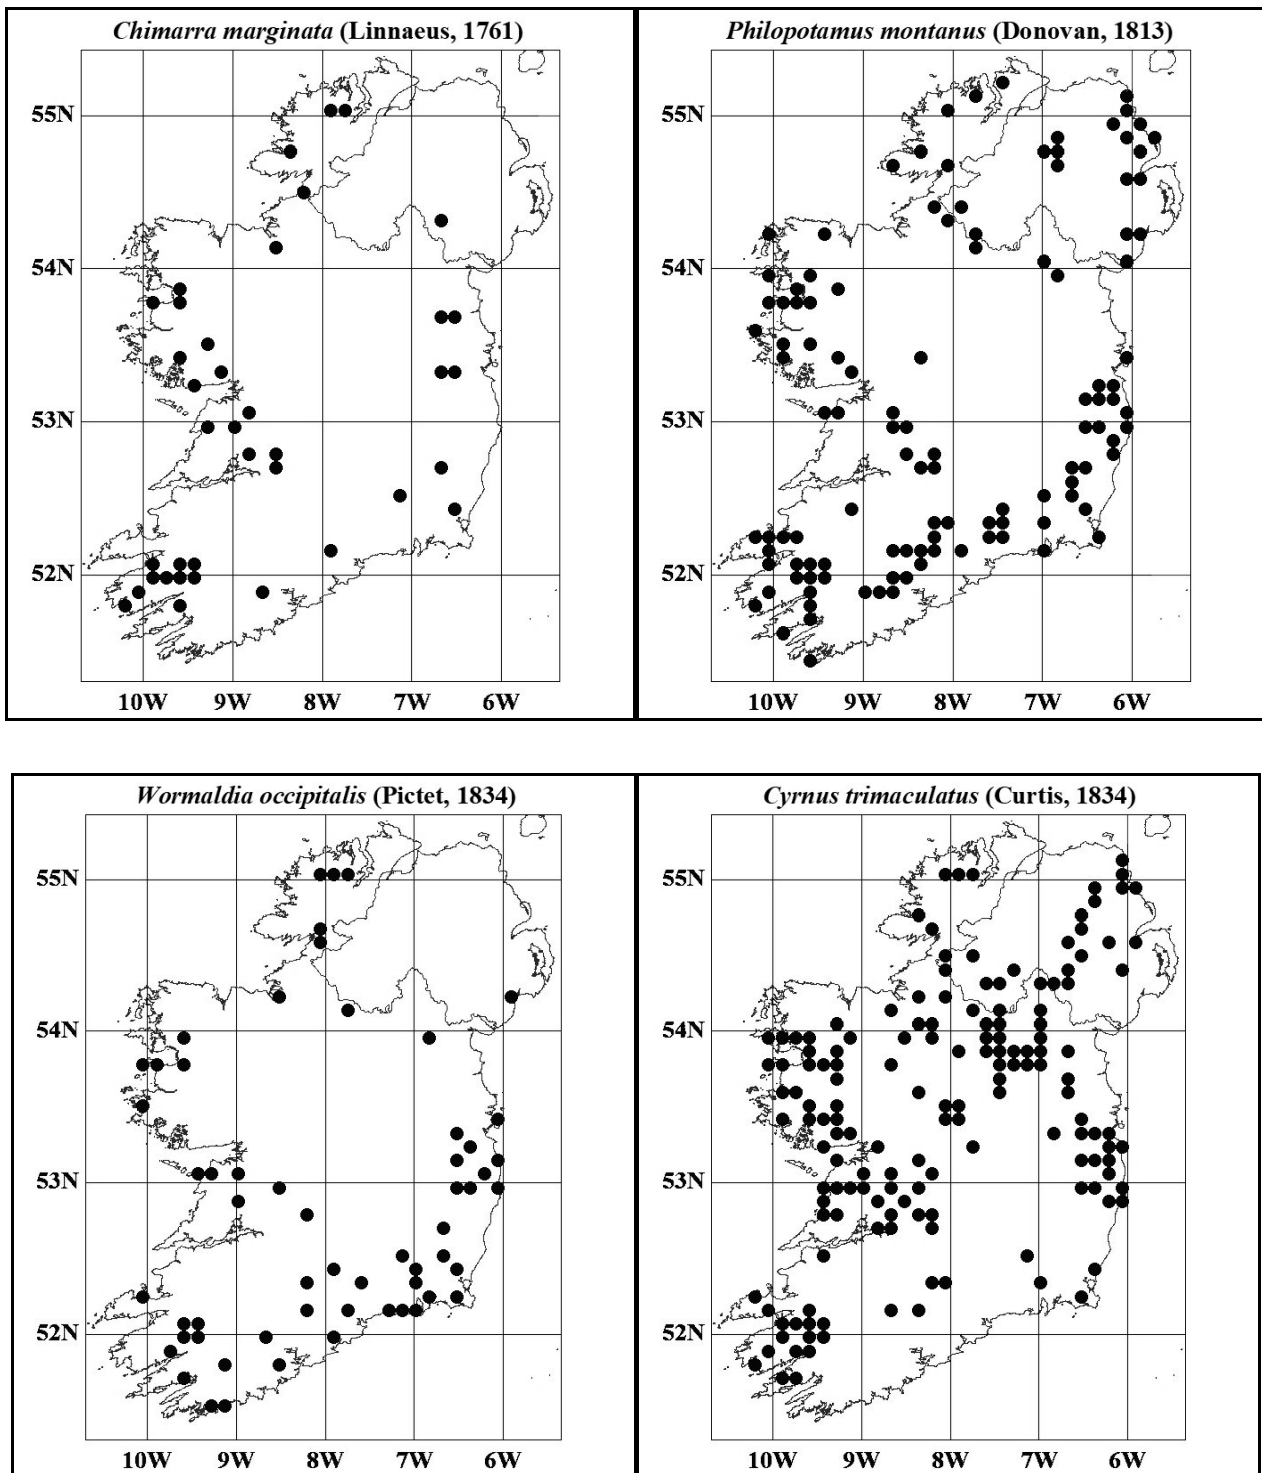 Chimarra marginata (Linnaeus, 1761)
55N
54N
53N
52N
10W 9W 8W 7W 6W
Philopotamus montanus (Donovan, 1813)
55N
54N
53N
52N
10W 9W 8W 7W 6W
Wormaldia occipitalis (Pictet, 1834)
55N
54N
53N
52N
10W 9W 8W 7W 6W
Cyrnus trimaculatus (Curtis, 1834)
55N
54N
53N
52N
10W 9W 8W 7W 6W